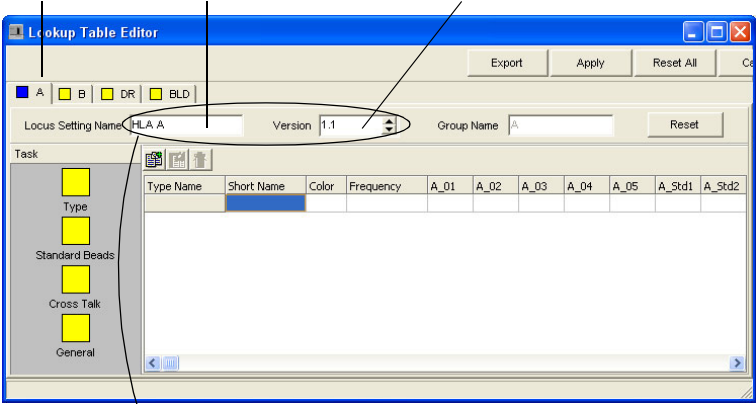 Lookup Table Editor
Export Apply Reset All Ca
A B DR BLD
Locus Setting Name HLA A Version 1.1 Group Name A Reset
Task
Type Name Short Name Color Frequency A_01 A_02 A_03 A_04 A_05 A_Std1 A_Std2
Type
Standard Beads
Cross Talk
General